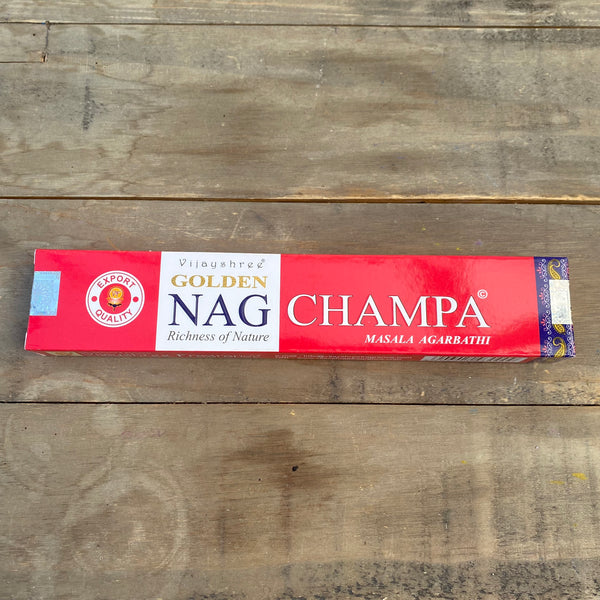 EXPORT
QUALITY
Vijayshree®
GOLDEN
NAG
Richness of Nature
CHAMPA©
MASALA AGARBATHI